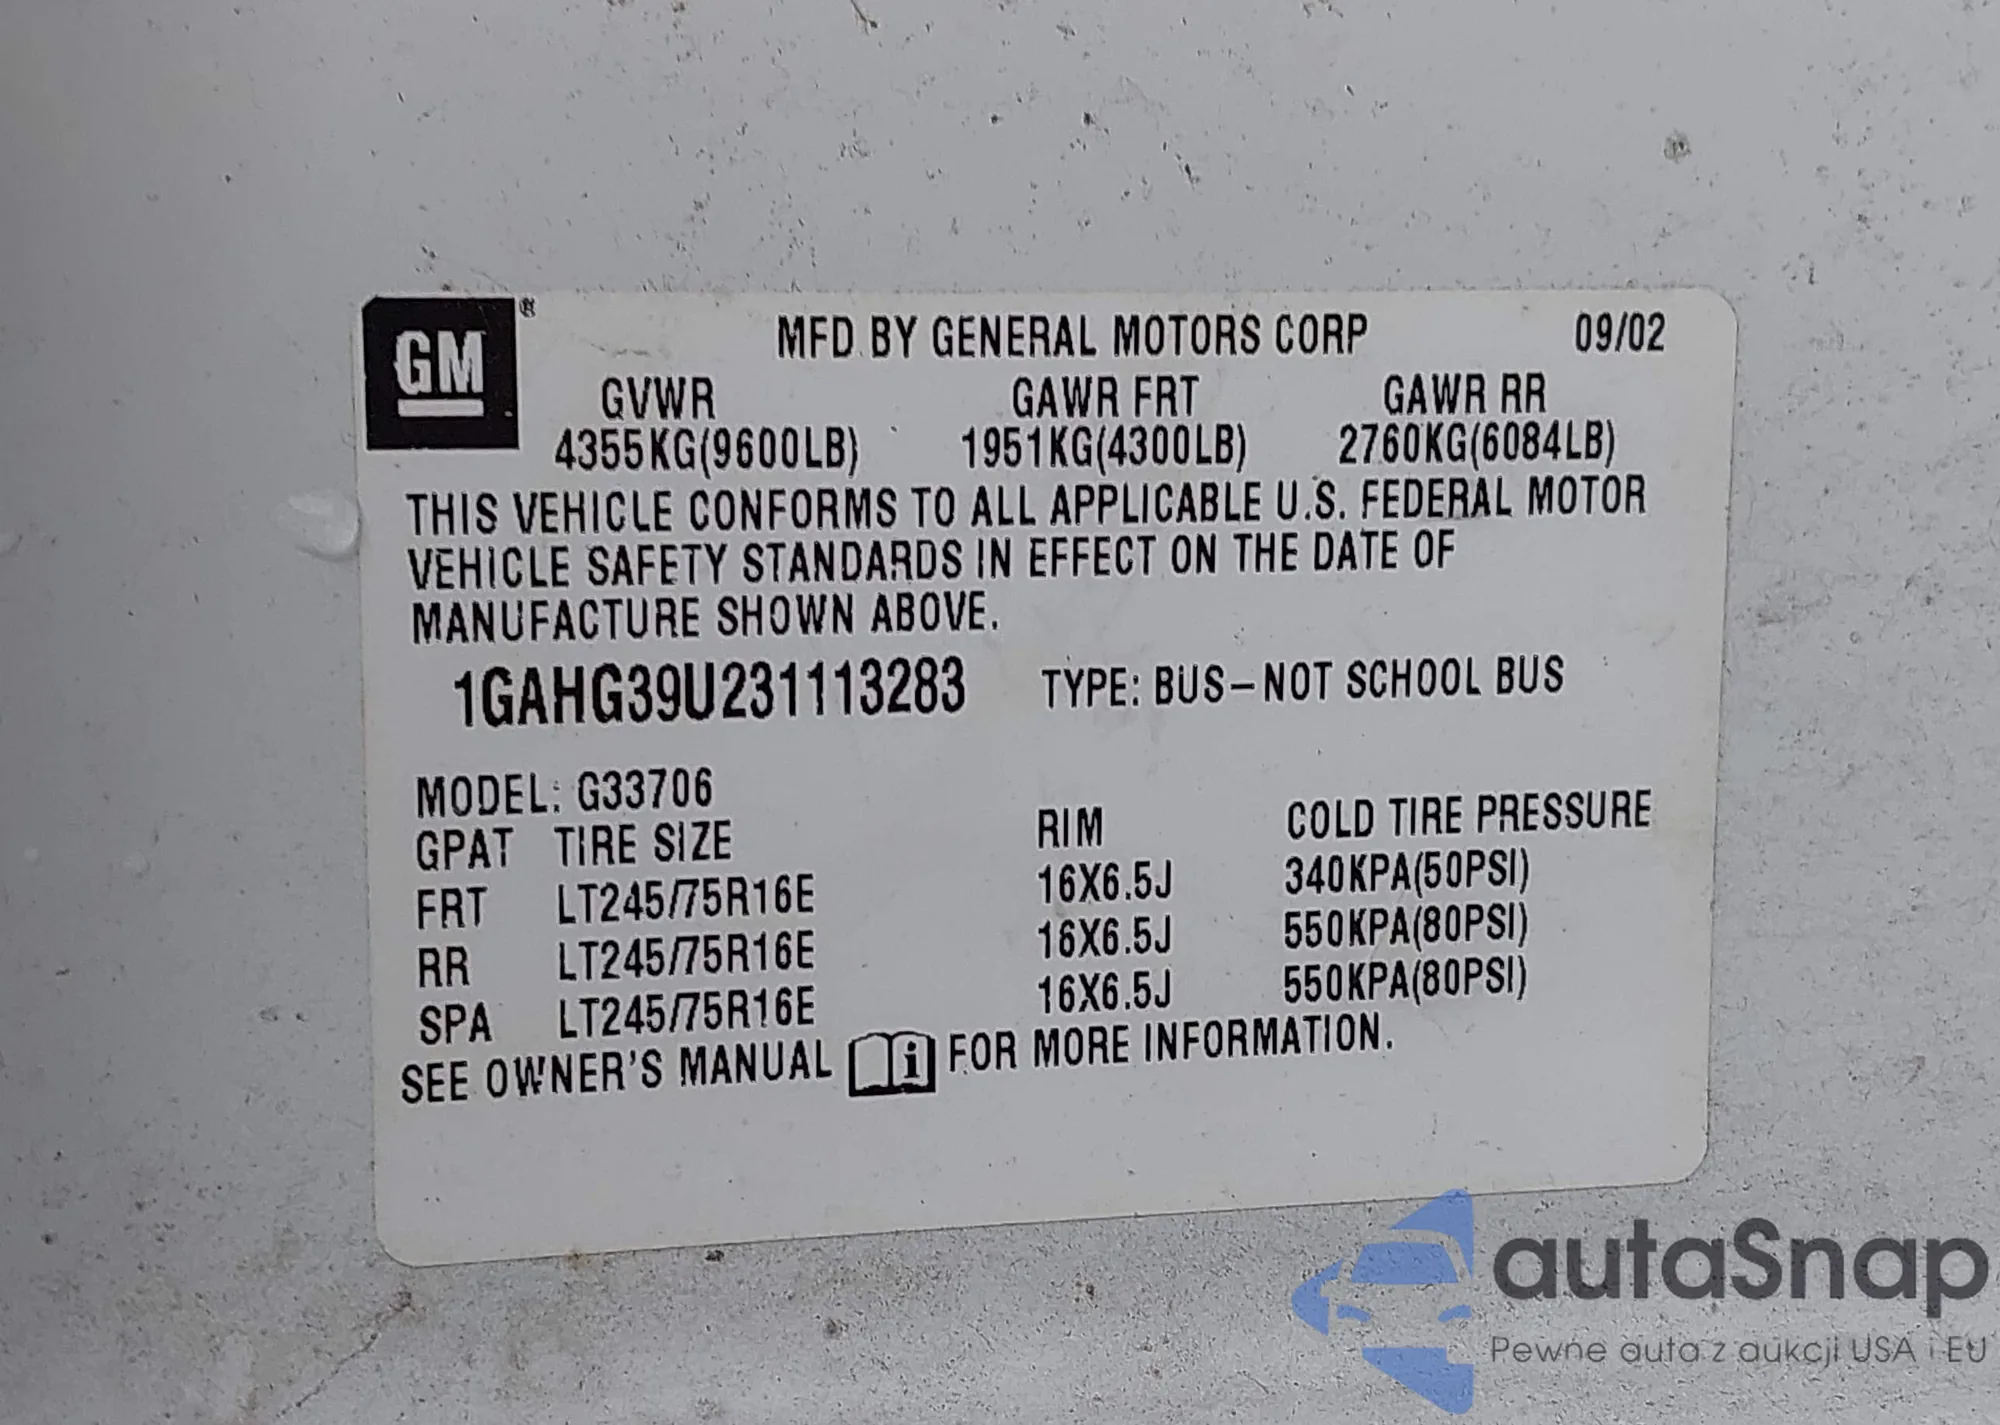 GM®
MFD BY GENERAL MOTORS CORP 09/02
GVWR GAWR FRT GAWR RR
4355KG(9600LB) 1951KG(4300LB) 2760KG(6084LB)
THIS VEHICLE CONFORMS TO ALL APPLICABLE U.S. FEDERAL MOTOR
VEHICLE SAFETY STANDARDS IN EFFECT ON THE DATE OF
MANUFACTURE SHOWN ABOVE.
1GAHG39U231113283 TYPE: BUS–NOT SCHOOL BUS
MODEL: G33706
GPAT TIRE SIZE RIM COLD TIRE PRESSURE
FRT LT245/75R16E 16X6.5J 340KPA(50PSI)
RR LT245/75R16E 16X6.5J 550KPA(80PSI)
SPA LT245/75R16E 16X6.5J 550KPA(80PSI)
SEE OWNER'S MANUAL i FOR MORE INFORMATION.
autaSnap
Pewne auta z aukcji USA i EU